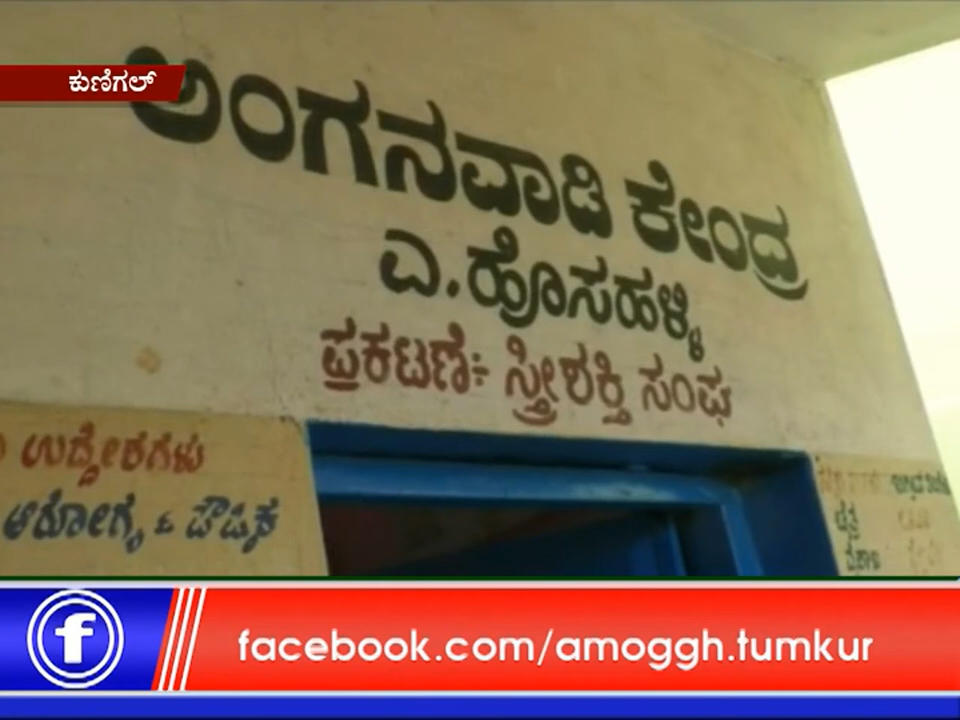 ಕುಣಿಗಲ್
ಅಂಗನವಾಡಿ ಕೇಂದ್ರ
ಎ.ಹೊಸಹಳ್ಳಿ
ಪ್ರಕಟಣೆ:- ಸ್ತ್ರೀಶಕ್ತಿ ಸಂಘ
ಉದ್ದೇಶಗಳು
ಆರೋಗ್ಯ & ಪೌಷ್ಠಿಕ
facebook.com/amoggh.tumkur